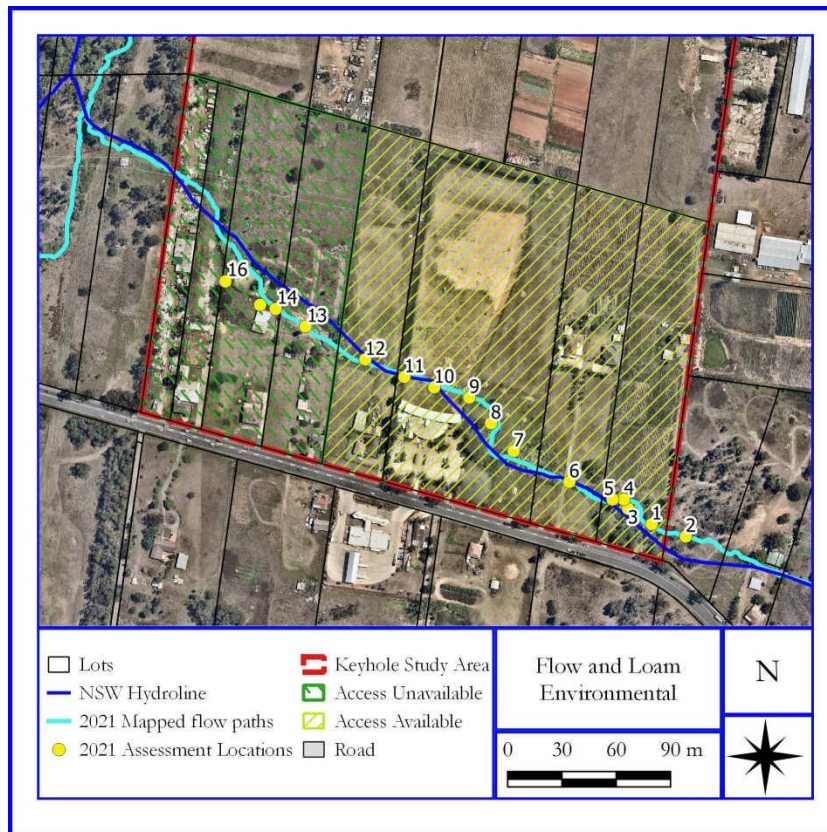 16
14
13
12
11
10
9
8
7
6
5
4
3
1
2
Lots
NSW Hydroline
2021 Mapped flow paths
2021 Assessment Locations
Keyhole Study Area
Access Unavailable
Access Available
Road
Flow and Loam
Environmental
0 30 60 90 m
N